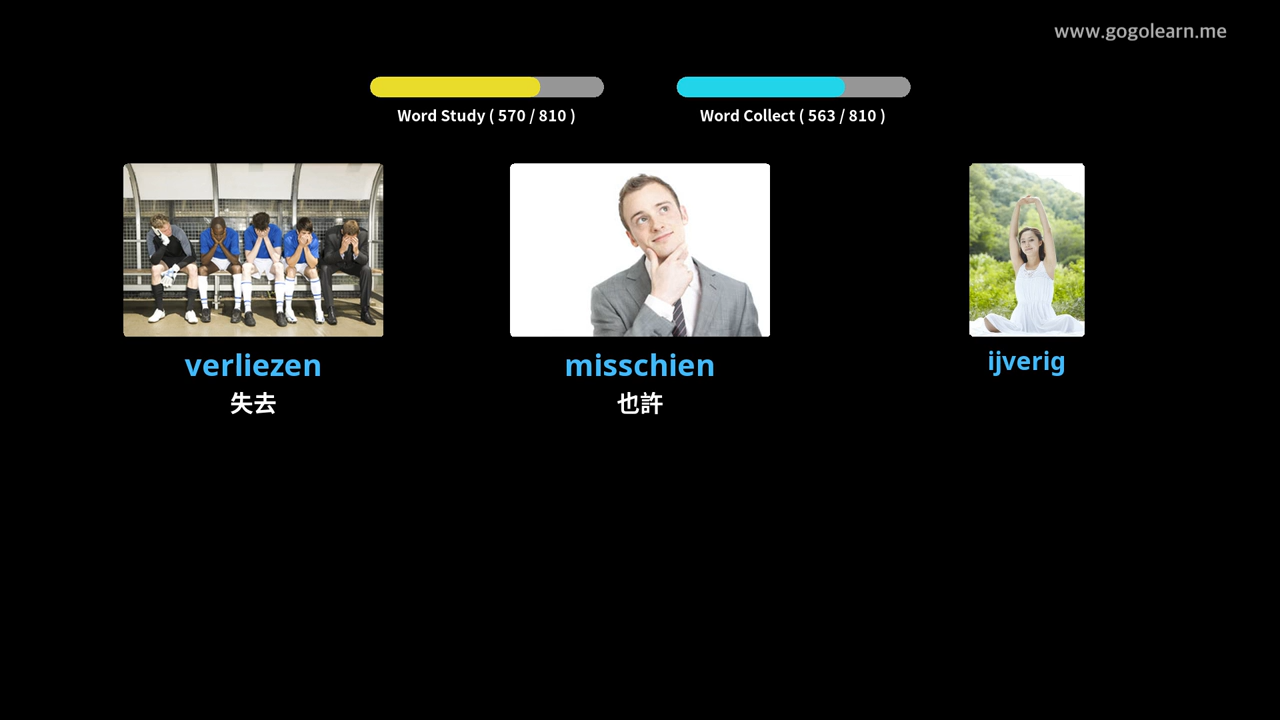 www.gogolearn.me
Word Study ( 570 / 810 )
Word Collect ( 563 / 810 )
verliezen
失去
misschien
也許
ijverig